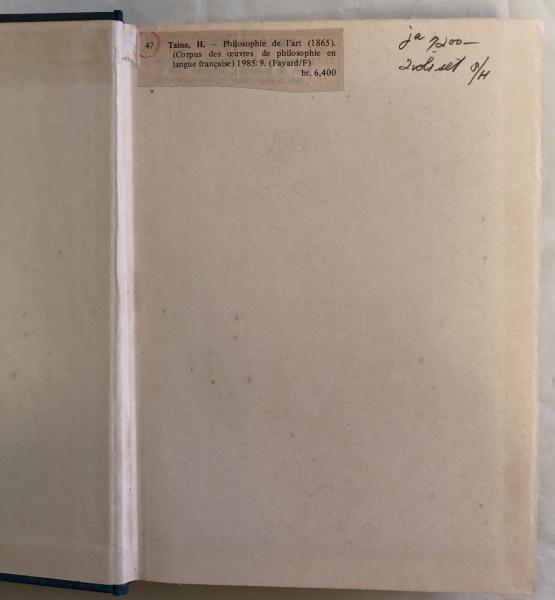 47
Taine, H. – Philosophie de l'art (1865).
(Corpus des œuvres de philosophie en
langue française) 1985: 9. (Fayard/F)
br. 6,400
7200–
2 vols set O/H